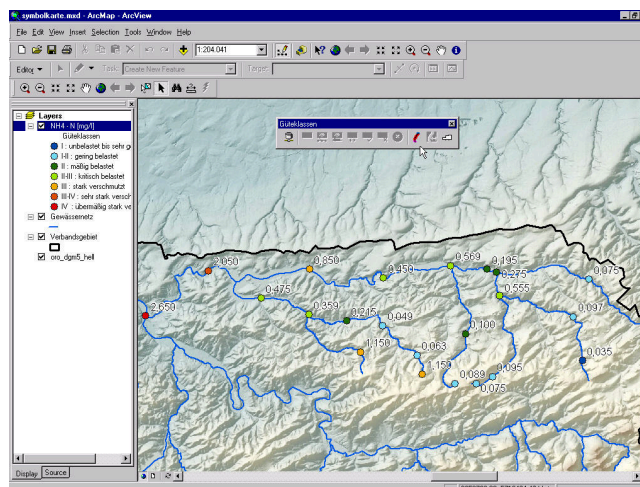 symbolkarte.mxd - ArcMap - ArcView
File Edit View Insert Selection Tools Window Help
1:204.041
Editor Task: Create New Feature Target:
Layers
NH4 - N [mg/l]
Güteklassen
I : unbelastet bis sehr g
I-II : gering belastet
II : mäßig belastet
II-III : kritisch belastet
III : stark verschmutzt
III-IV : sehr stark versch
IV : übermäßig stark ve
Gewässernetz
Verbandsgebiet
oro_dgm5_hell
Display Source
Güteklassen
2,050
0,850
0,450
0,569
0,195
0,275
0,075
2,650
0,475
0,359
0,215
0,049
0,555
0,097
0,100
1,150
0,063
1,159
0,089
0,095
0,075
0,035